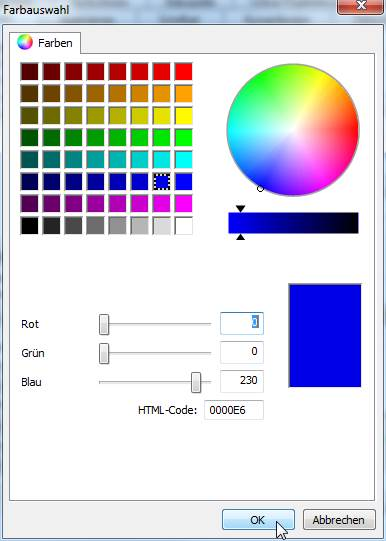 Farbauswahl
Farben
Rot 0
Grün 0
Blau 230
HTML-Code: 0000E6
OK Abbrechen